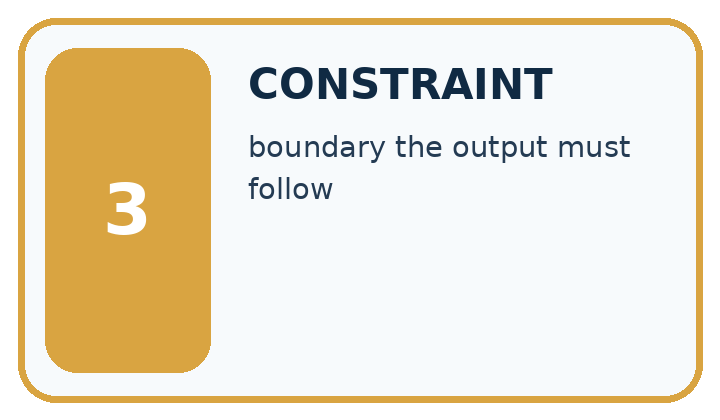 3
CONSTRAINT
boundary the output must
follow